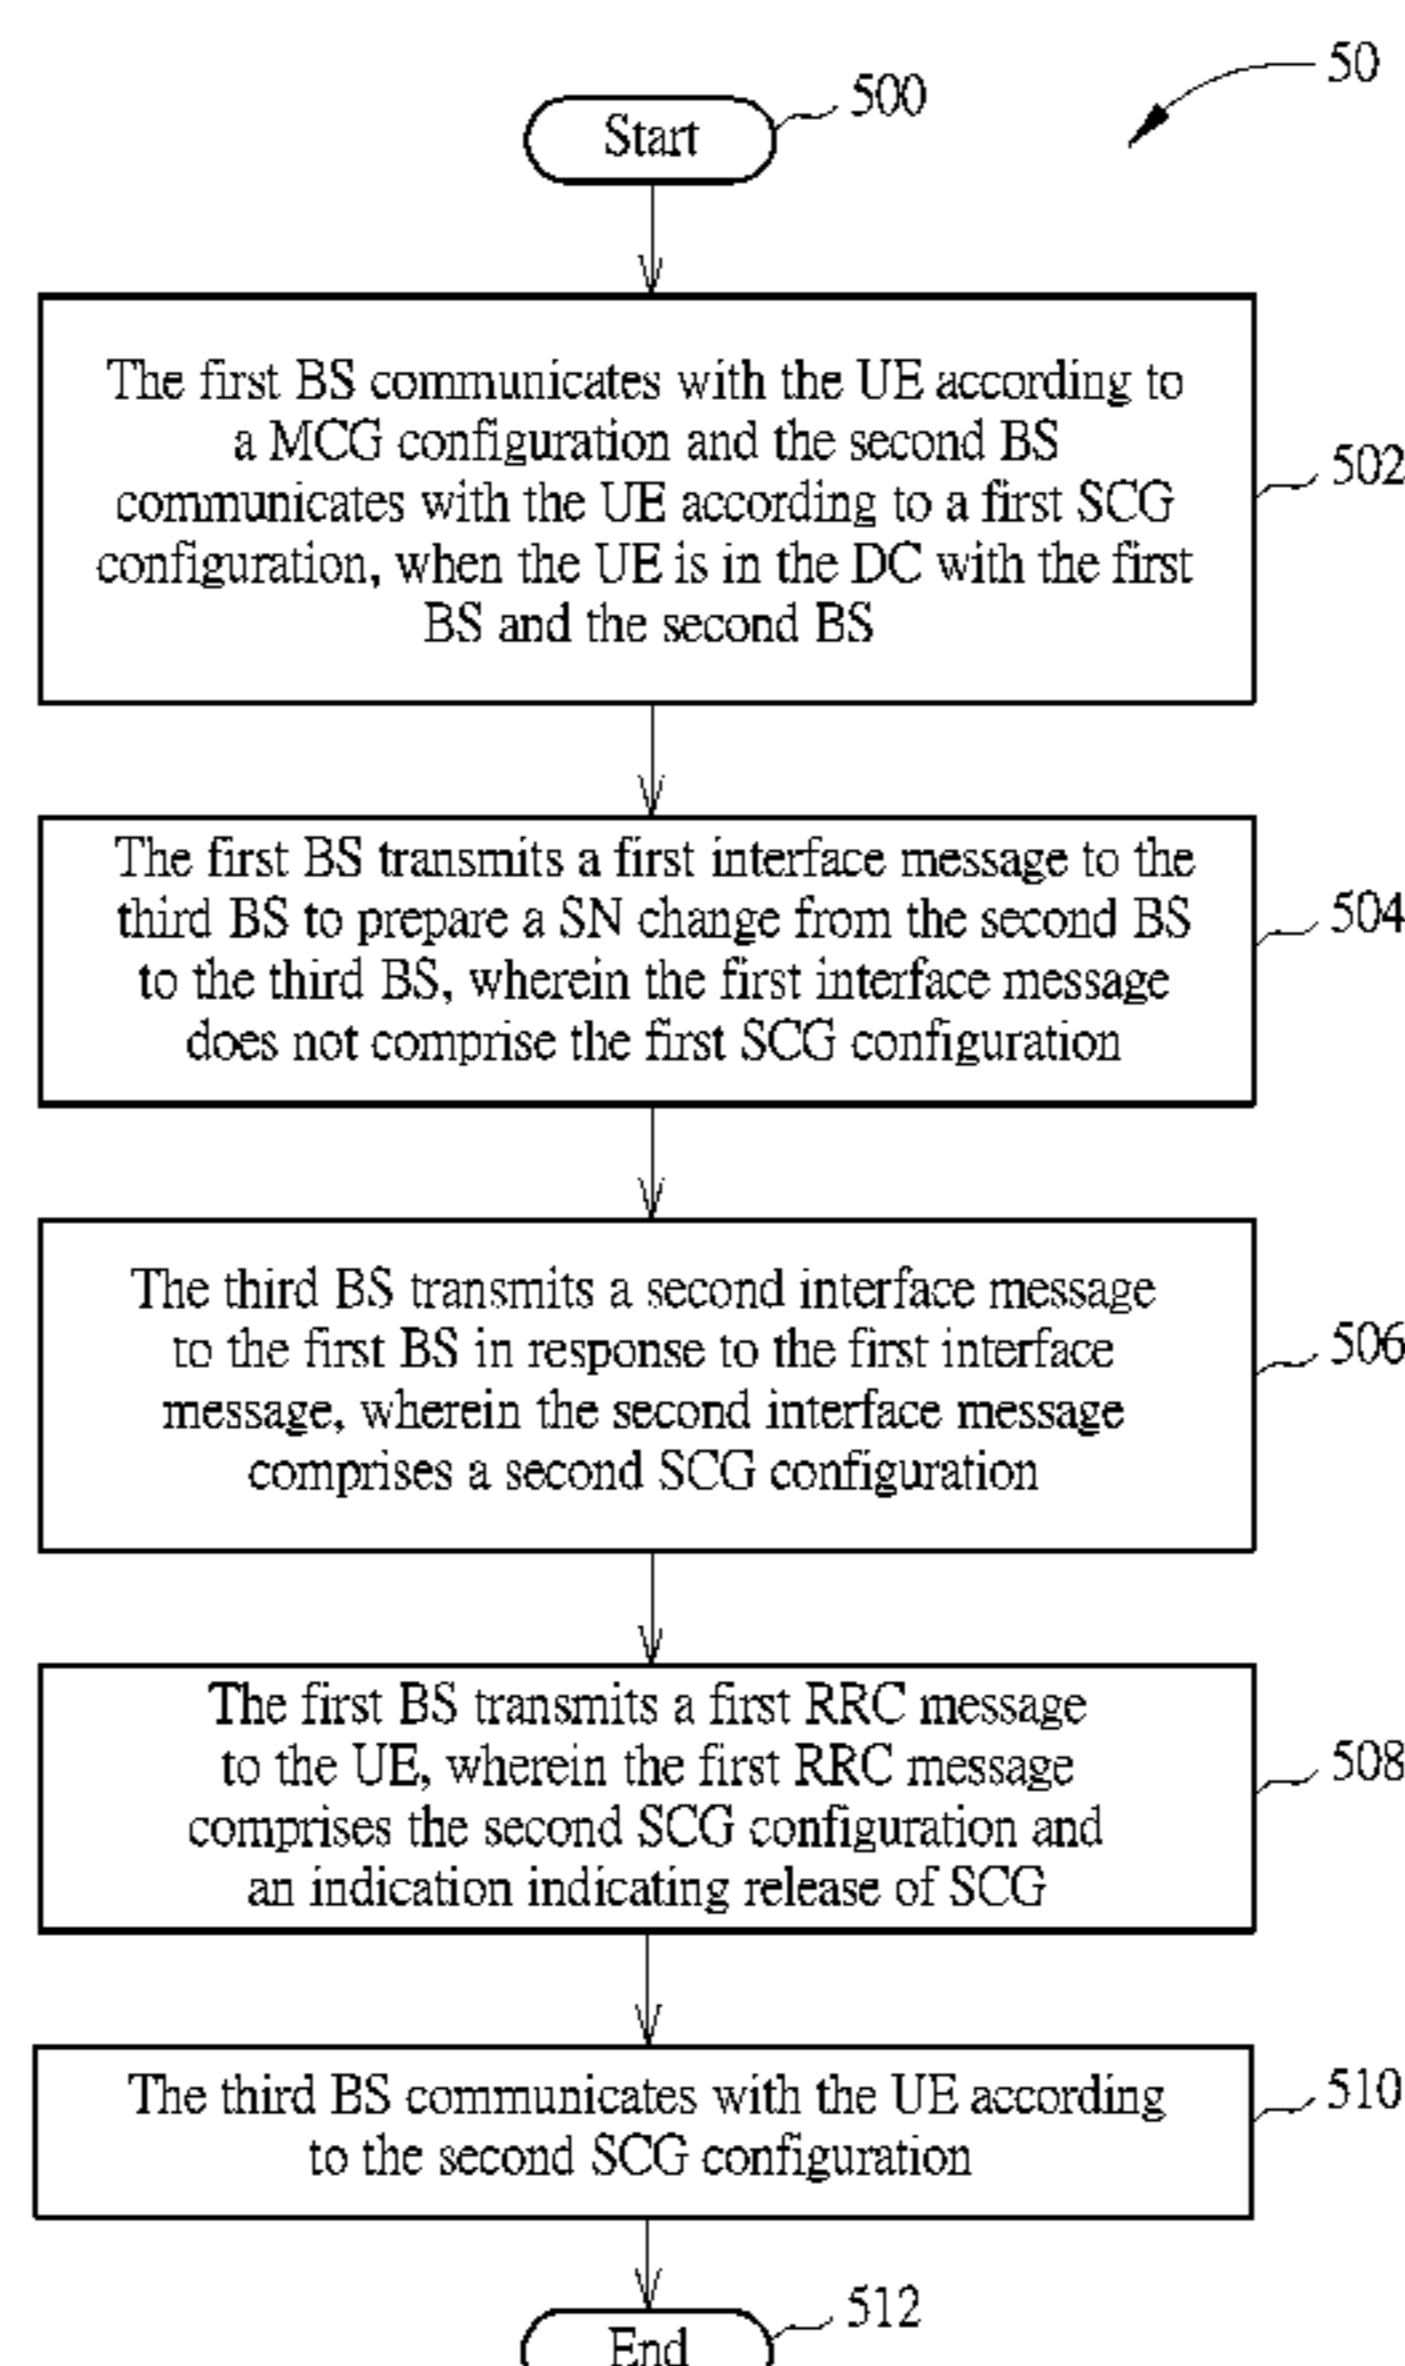 50
Start
500
The first BS communicates with the UE according to
a MCG configuration and the second BS
communicates with the UE according to a first SCG
configuration, when the UE is in the DC with the first
BS and the second BS
502
The first BS transmits a first interface message to the
third BS to prepare a SN change from the second BS
to the third BS, wherein the first interface message
does not comprise the first SCG configuration
504
The third BS transmits a second interface message
to the first BS in response to the first interface
message, wherein the second interface message
comprises a second SCG configuration
506
The first BS transmits a first RRC message
to the UE, wherein the first RRC message
comprises the second SCG configuration and
an indication indicating release of SCG
508
The third BS communicates with the UE according
to the second SCG configuration
510
End
512